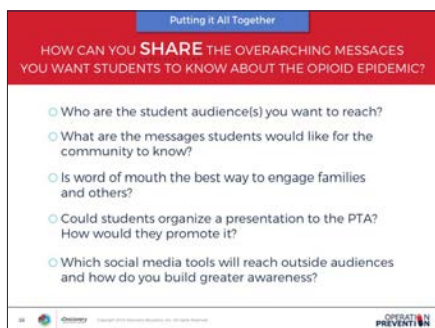 Putting it All Together
HOW CAN YOU SHARE THE OVERARCHING MESSAGES
YOU WANT STUDENTS TO KNOW ABOUT THE OPIOID EPIDEMIC?
Who are the student audience(s) you want to reach?
What are the messages students would like for the
community to know?
Is word of mouth the best way to engage families
and others?
Could students organize a presentation to the PTA?
How would they promote it?
Which social media tools will reach outside audiences
and how do you build greater awareness?
Discovery
OPERATION
PREVENTION